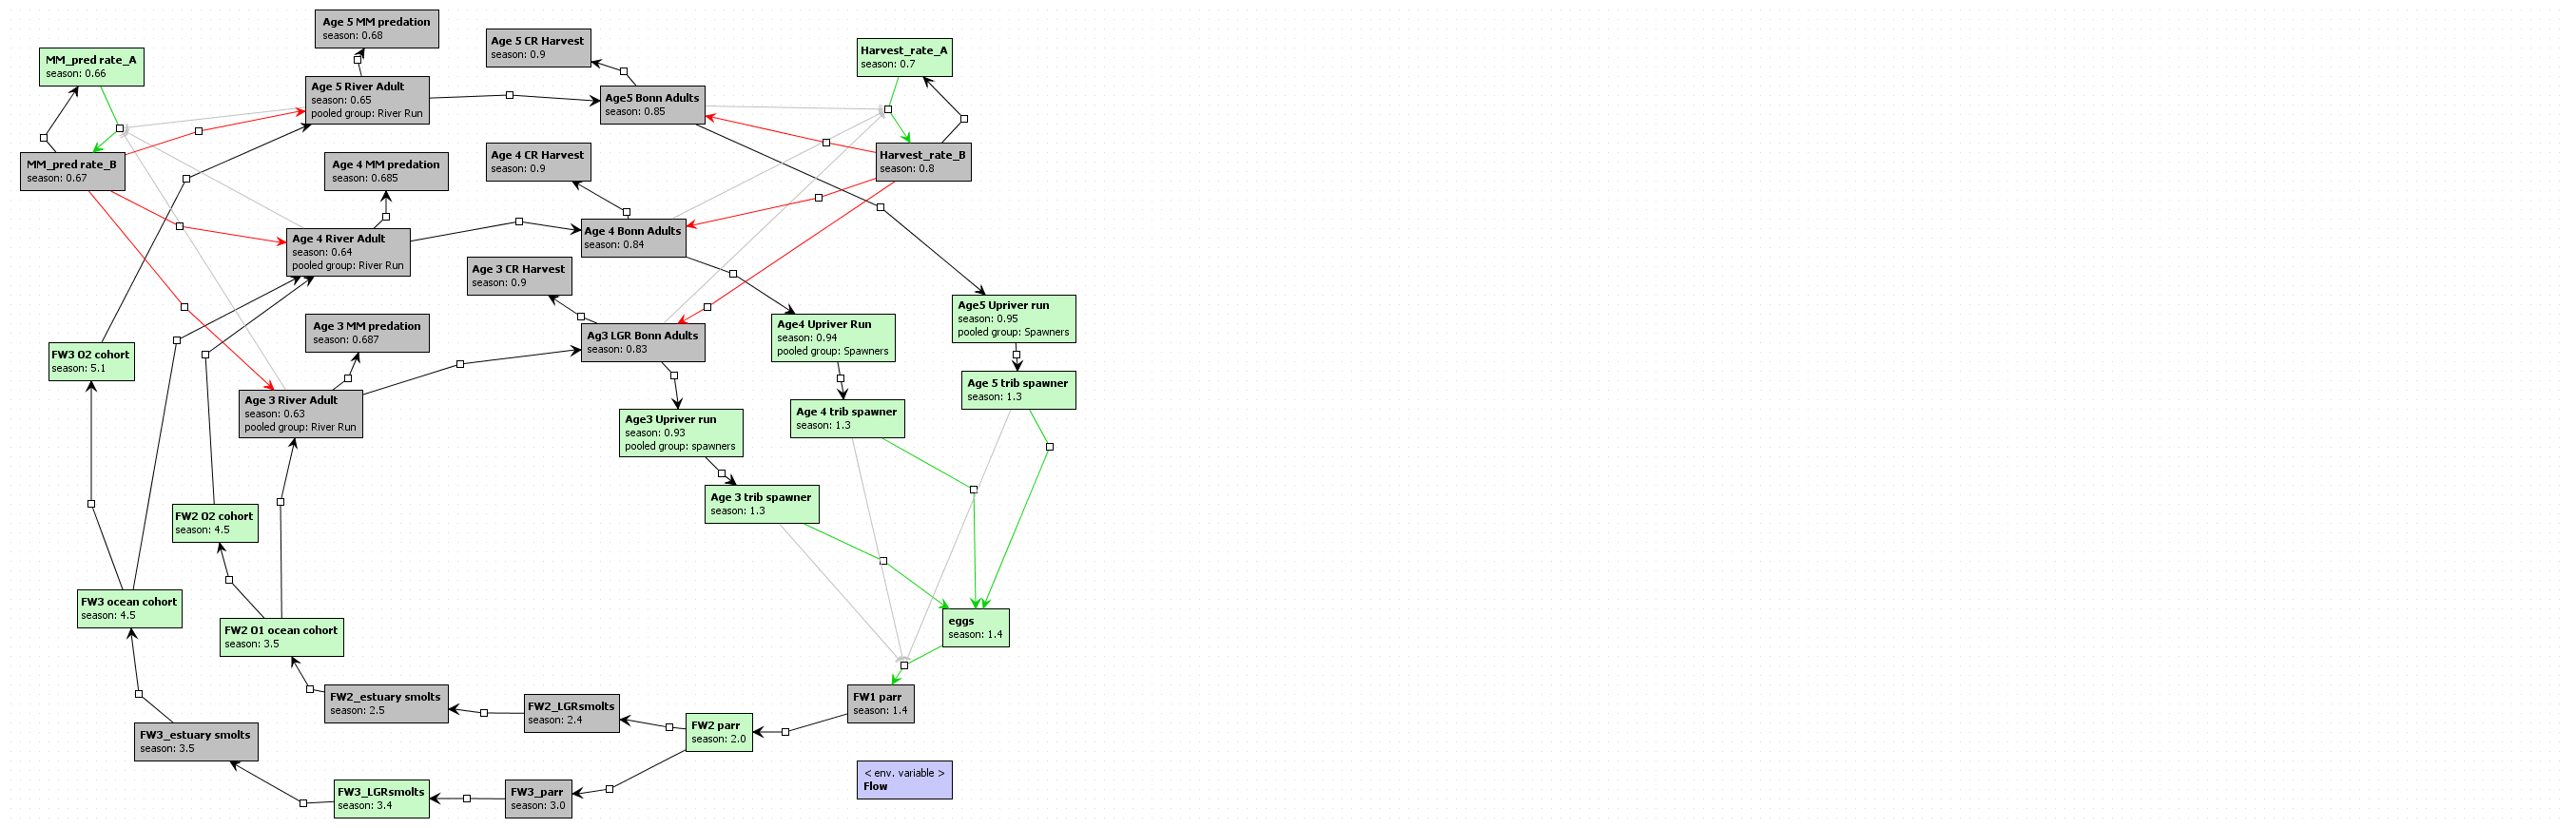 Age 5 MM predation
season: 0.68
Age 5 CR Harvest
season: 0.9
Harvest_rate_A
season: 0.7
MM_pred rate_A
season: 0.66
Age 5 River Adult
season: 0.65
pooled group: River Run
Age5 Bonn Adults
season: 0.85
MM_pred rate_B
season: 0.67
Age 4 MM predation
season: 0.685
Age 4 CR Harvest
season: 0.9
Harvest_rate_B
season: 0.8
Age 4 River Adult
season: 0.64
pooled group: River Run
Age 4 Bonn Adults
season: 0.84
Age 3 CR Harvest
season: 0.9
Age5 Upriver run
season: 0.95
pooled group: Spawners
Age 3 MM predation
season: 0.687
Ag3 LGR Bonn Adults
season: 0.83
Age4 Upriver Run
season: 0.94
pooled group: Spawners
FW3 O2 cohort
season: 5.1
Age 5 trib spawner
season: 1.3
Age 3 River Adult
season: 0.63
pooled group: River Run
Age3 Upriver run
season: 0.93
pooled group: spawners
Age 4 trib spawner
season: 1.3
Age 3 trib spawner
season: 1.3
FW2 O2 cohort
season: 4.5
FW3 ocean cohort
season: 4.5
FW2 O1 ocean cohort
season: 3.5
eggs
season: 1.4
FW2_estuary smolts
season: 2.5
FW2_LGRsmolts
season: 2.4
FW1 parr
season: 1.4
FW2 parr
season: 2.0
FW3_estuary smolts
season: 3.5
< env. variable >
Flow
FW3_LGRsmolts
season: 3.4
FW3_parr
season: 3.0